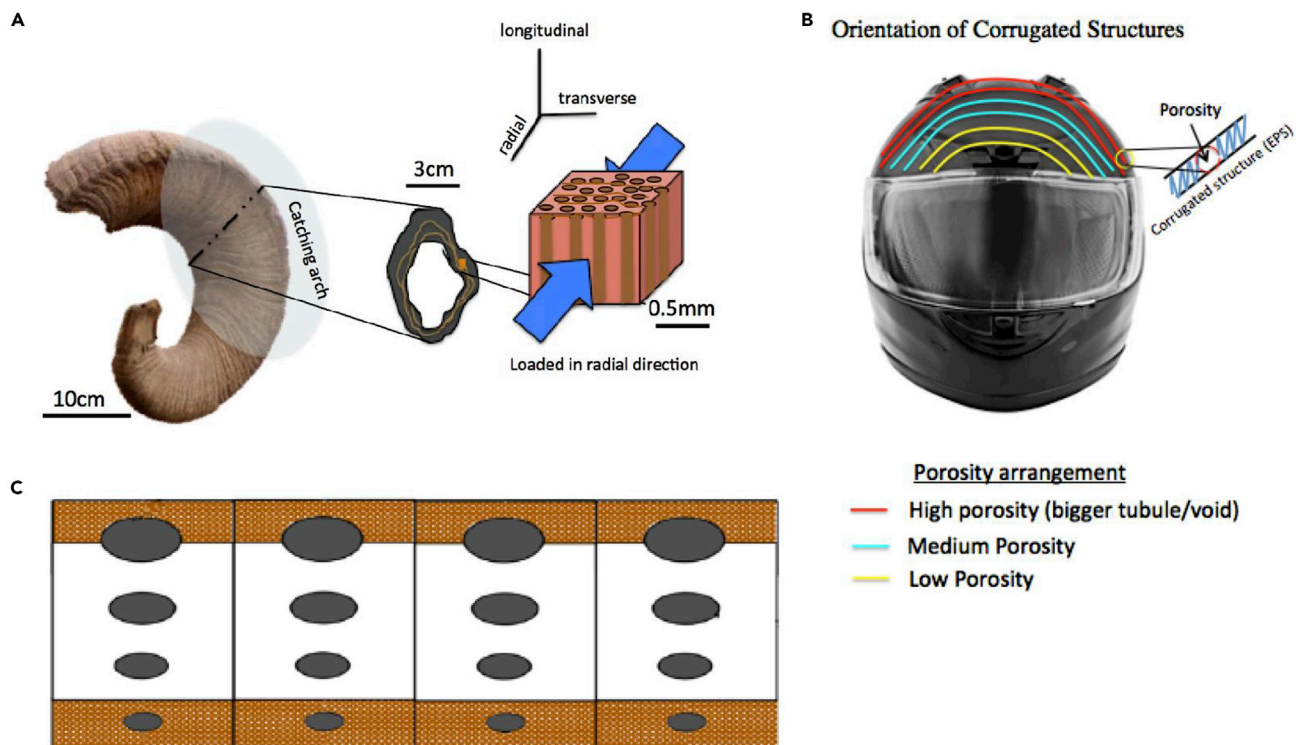 A
longitudinal
transverse
radial
3cm
Catching arch
0.5mm
Loaded in radial direction
10cm
B
Orientation of Corrugated Structures
Porosity
Corrugated structure (EPS)
Porosity arrangement
High porosity (bigger tubule/void)
Medium Porosity
Low Porosity
C